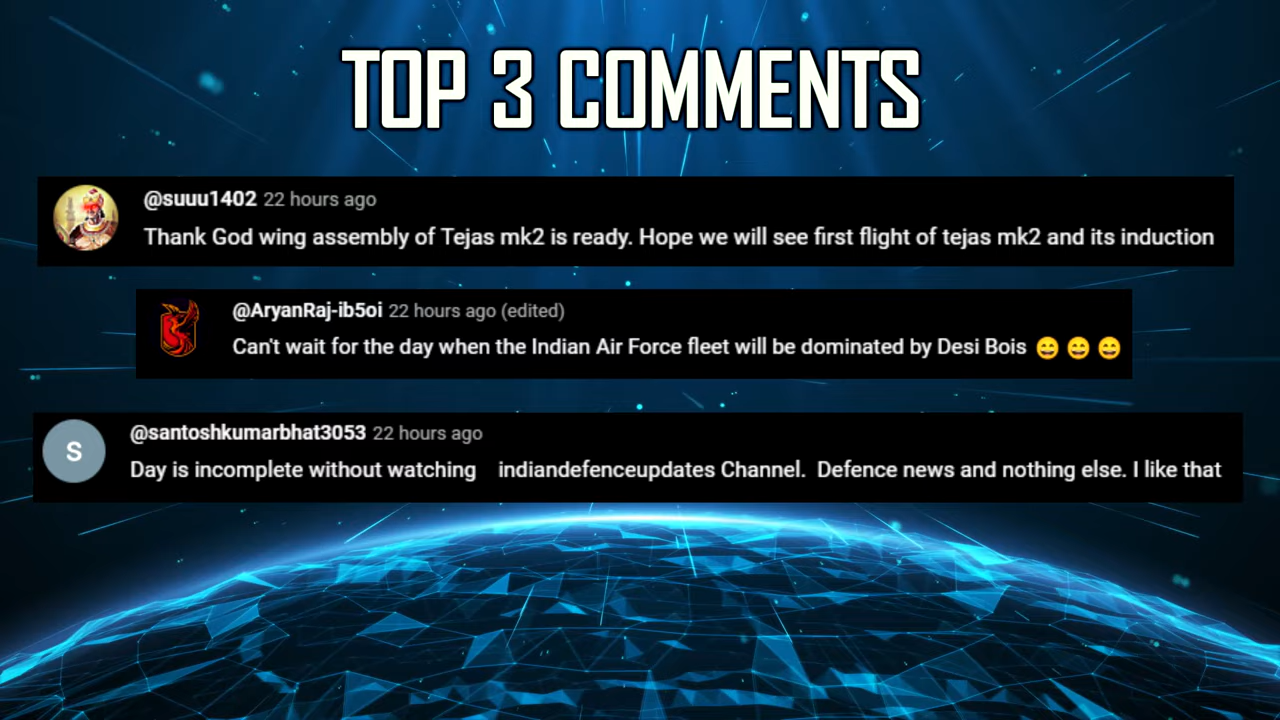 TOP 3 COMMENTS
@suuu1402 22 hours ago
Thank God wing assembly of Tejas mk2 is ready. Hope we will see first flight of tejas mk2 and its induction
@AryanRaj-ib5oi 22 hours ago (edited)
Can't wait for the day when the Indian Air Force fleet will be dominated by Desi Bois 😄 😄 😄
S
@santoshkumarbhat3053 22 hours ago
Day is incomplete without watching indiandefenceupdates Channel. Defence news and nothing else. I like that